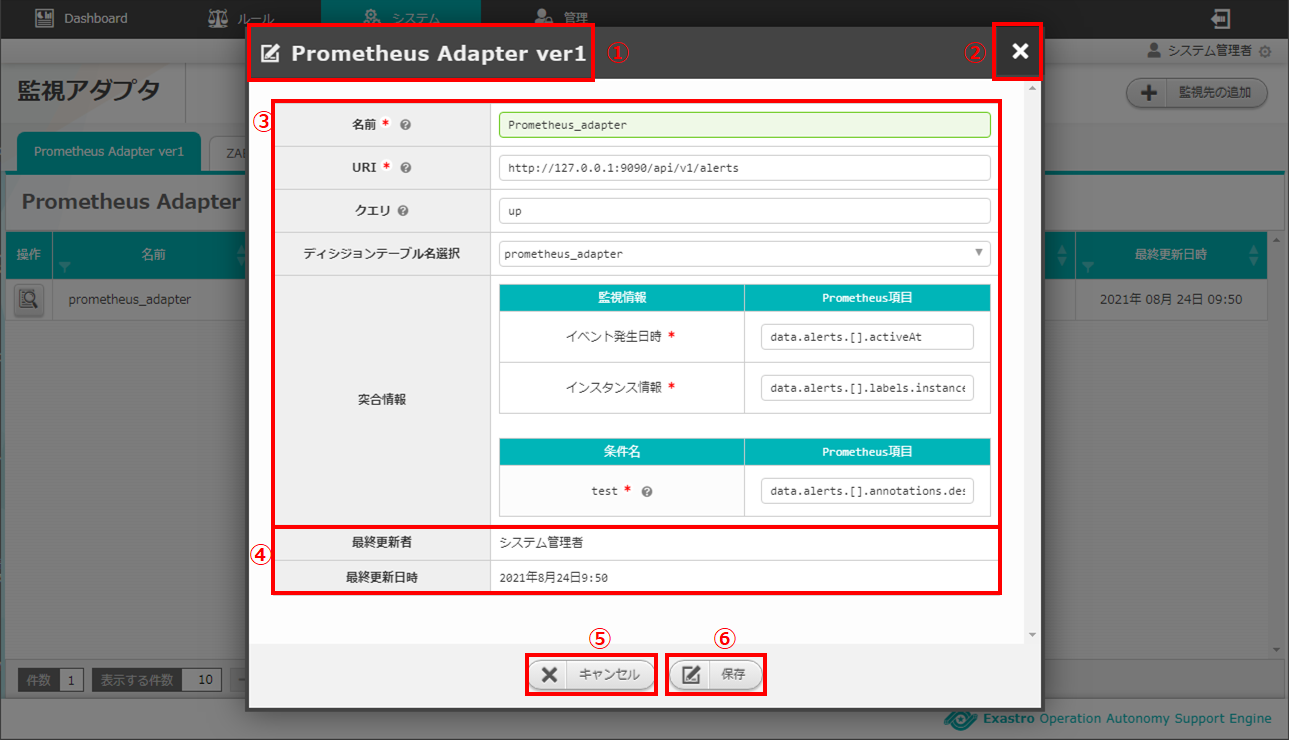 Dashboard
ルール
システム
管理
システム管理者
監視アダプタ
監視先の追加
Prometheus Adapter ver1
Prometheus Adapter
操作
名前
最終更新日時
prometheus_adapter
2021年 08月 24日 09:50
Prometheus Adapter ver1
①
②
③
名前 *
Prometheus_adapter
URI *
http://127.0.0.1:9090/api/v1/alerts
クエリ
up
ディシジョンテーブル名選択
prometheus_adapter
突合情報
監視情報
Prometheus項目
イベント発生日時 *
data.alerts.[].activeAt
インスタンス情報 *
data.alerts.[].labels.instance
条件名
Prometheus項目
test *
data.alerts.[].annotations.des
④
最終更新者
システム管理者
最終更新日時
2021年8月24日9:50
⑤
⑥
キャンセル
保存
件数
1
表示する件数
10
Exastro Operation Autonomy Support Engine